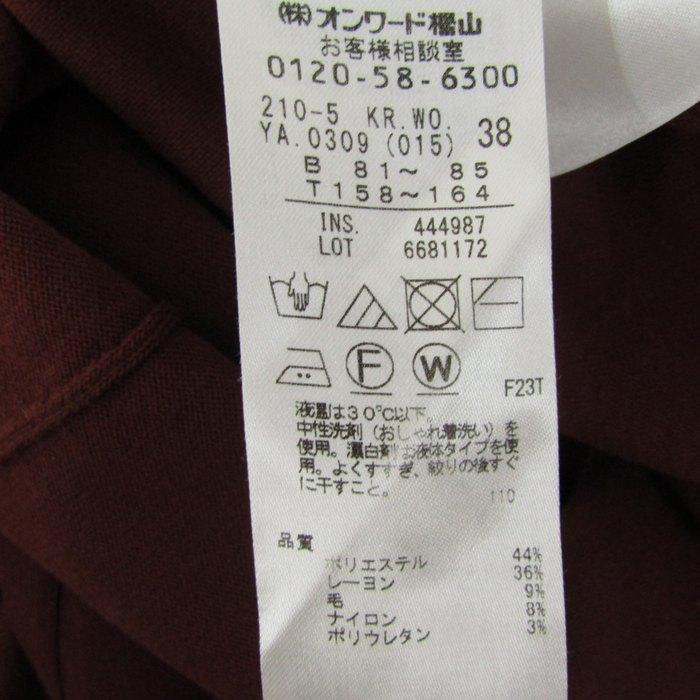 (株)オンワード樫山
お客様相談室
0120-58-6300
210-5 KR.WO.
YA.0309 (015) 38
B 81〜 85
T 158〜164
INS. 444987
LOT 6681172
F W
F23T
液温は30℃以下。
中性洗剤（おしゃれ着洗い）を
使用。漂白剤は液体タイプを使
用。よくすすぎ、絞りの後すぐ
に干すこと。
110
品質
ポリエステル 44%
レーヨン 36%
毛 9%
ナイロン 8%
ポリウレタン 3%